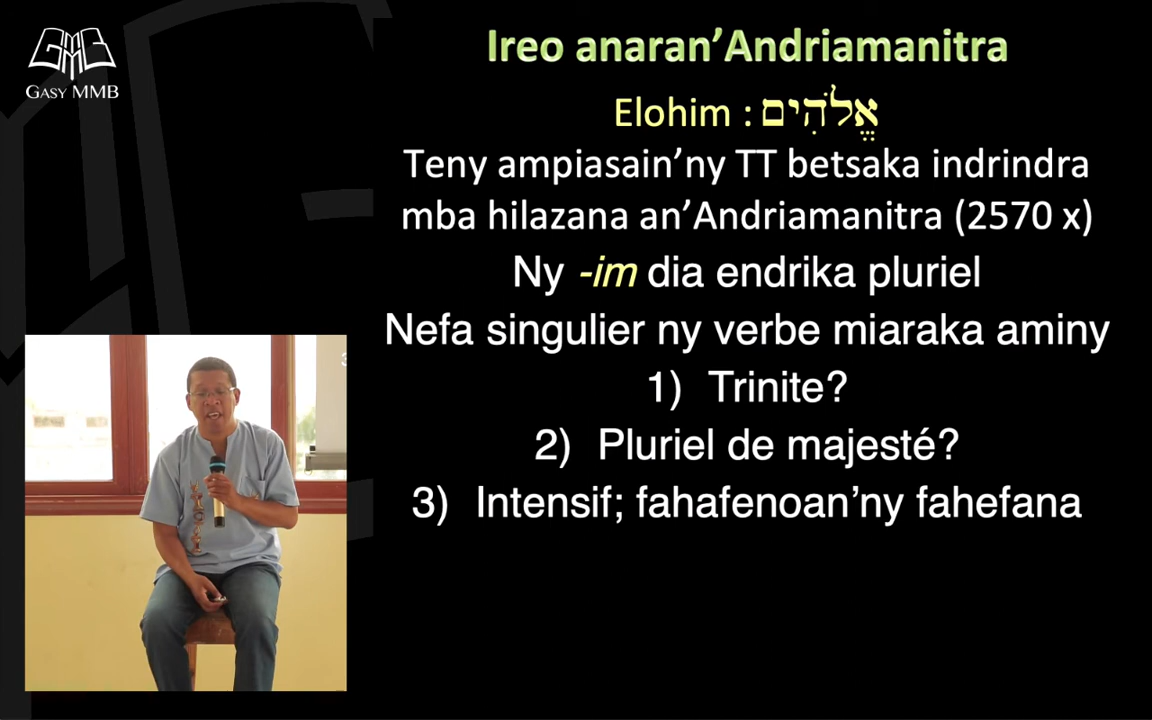 GMMB
GASY MMB
Ireo anaran’Andriamanitra
Elohim : אֱלֹהִים
Teny ampiasain’ny TT betsaka indrindra
mba hilazana an’Andriamanitra (2570 x)
Ny -im dia endrika pluriel
Nefa singulier ny verbe miaraka aminy
1) Trinite?
2) Pluriel de majesté?
3) Intensif; fahafenoan’ny fahefana